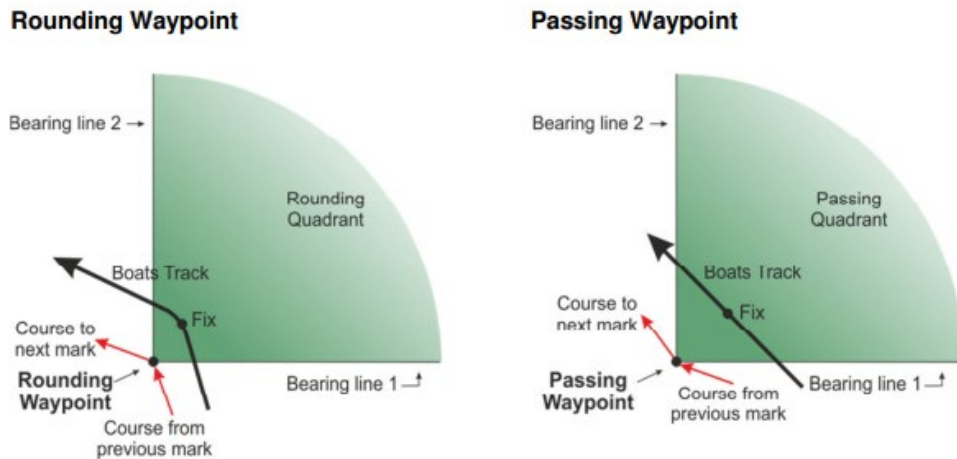 Rounding Waypoint
Bearing line 2 →
Rounding
Quadrant
Boats Track
Fix
Course to
next mark
Rounding
Waypoint
Bearing line 1
Course from
previous mark
Passing Waypoint
Bearing line 2 →
Passing
Quadrant
Boats Track
Fix
Course to
next mark
Passing
Waypoint
Bearing line 1
Course from
previous mark